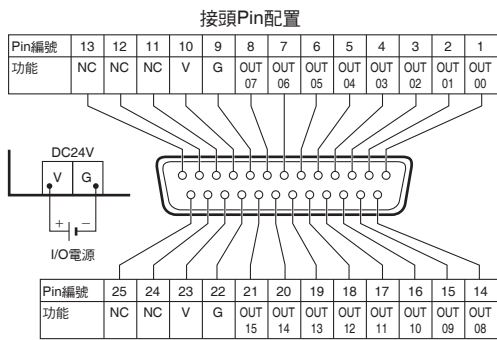 接頭Pin配置
Pin編號 13 12 11 10 9 8 7 6 5 4 3 2 1
功能 NC NC NC V G OUT 07 OUT 06 OUT 05 OUT 04 OUT 03 OUT 02 OUT 01 OUT 00
DC24V
V G
+ −
I/O電源
Pin編號 25 24 23 22 21 20 19 18 17 16 15 14
功能 NC NC V G OUT 15 OUT 14 OUT 13 OUT 12 OUT 11 OUT 10 OUT 09 OUT 08